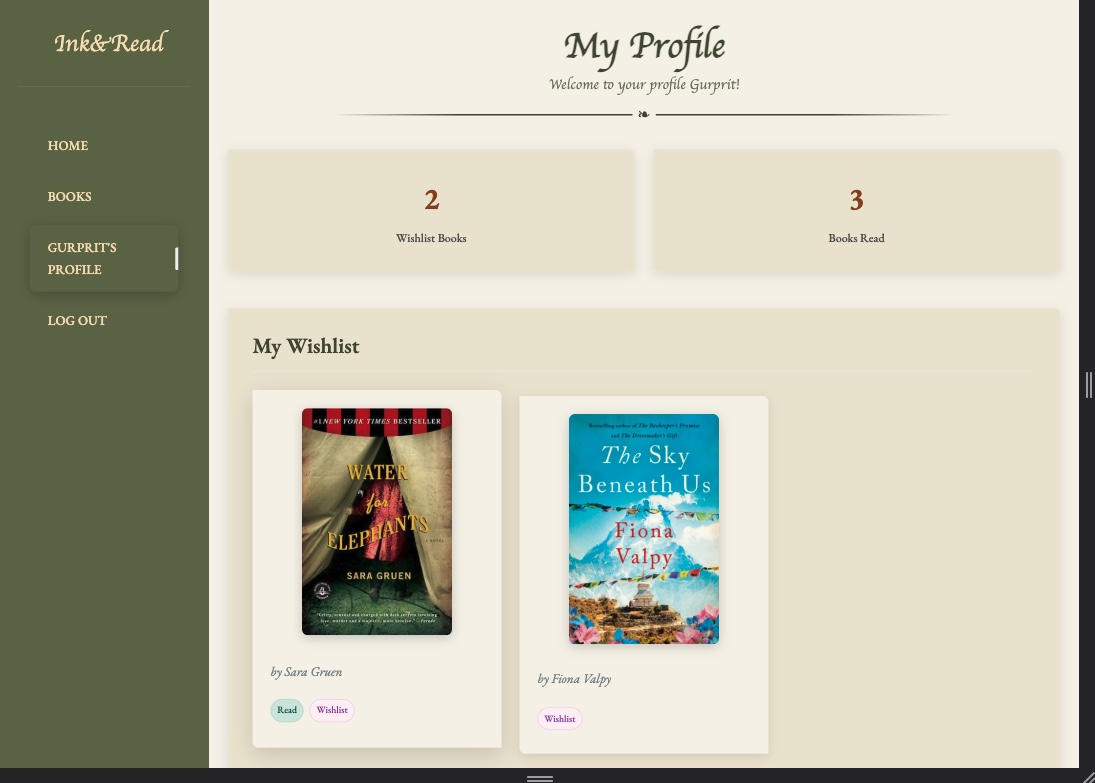 Ink&Read
HOME
BOOKS
GURPRIT'S
PROFILE
LOG OUT
My Profile
Welcome to your profile Gurprit!
2
Wishlist Books
3
Books Read
My Wishlist
#1 NEW YORK TIMES BESTSELLER
WATER
for
ELEPHANTS
A NOVEL
SARA GRUEN
by Sara Gruen
Read Wishlist
Bestselling author of The Beekeeper's Promise
and The Dressmaker's Gift
The Sky
Beneath Us
Fiona
Valpy
by Fiona Valpy
Wishlist